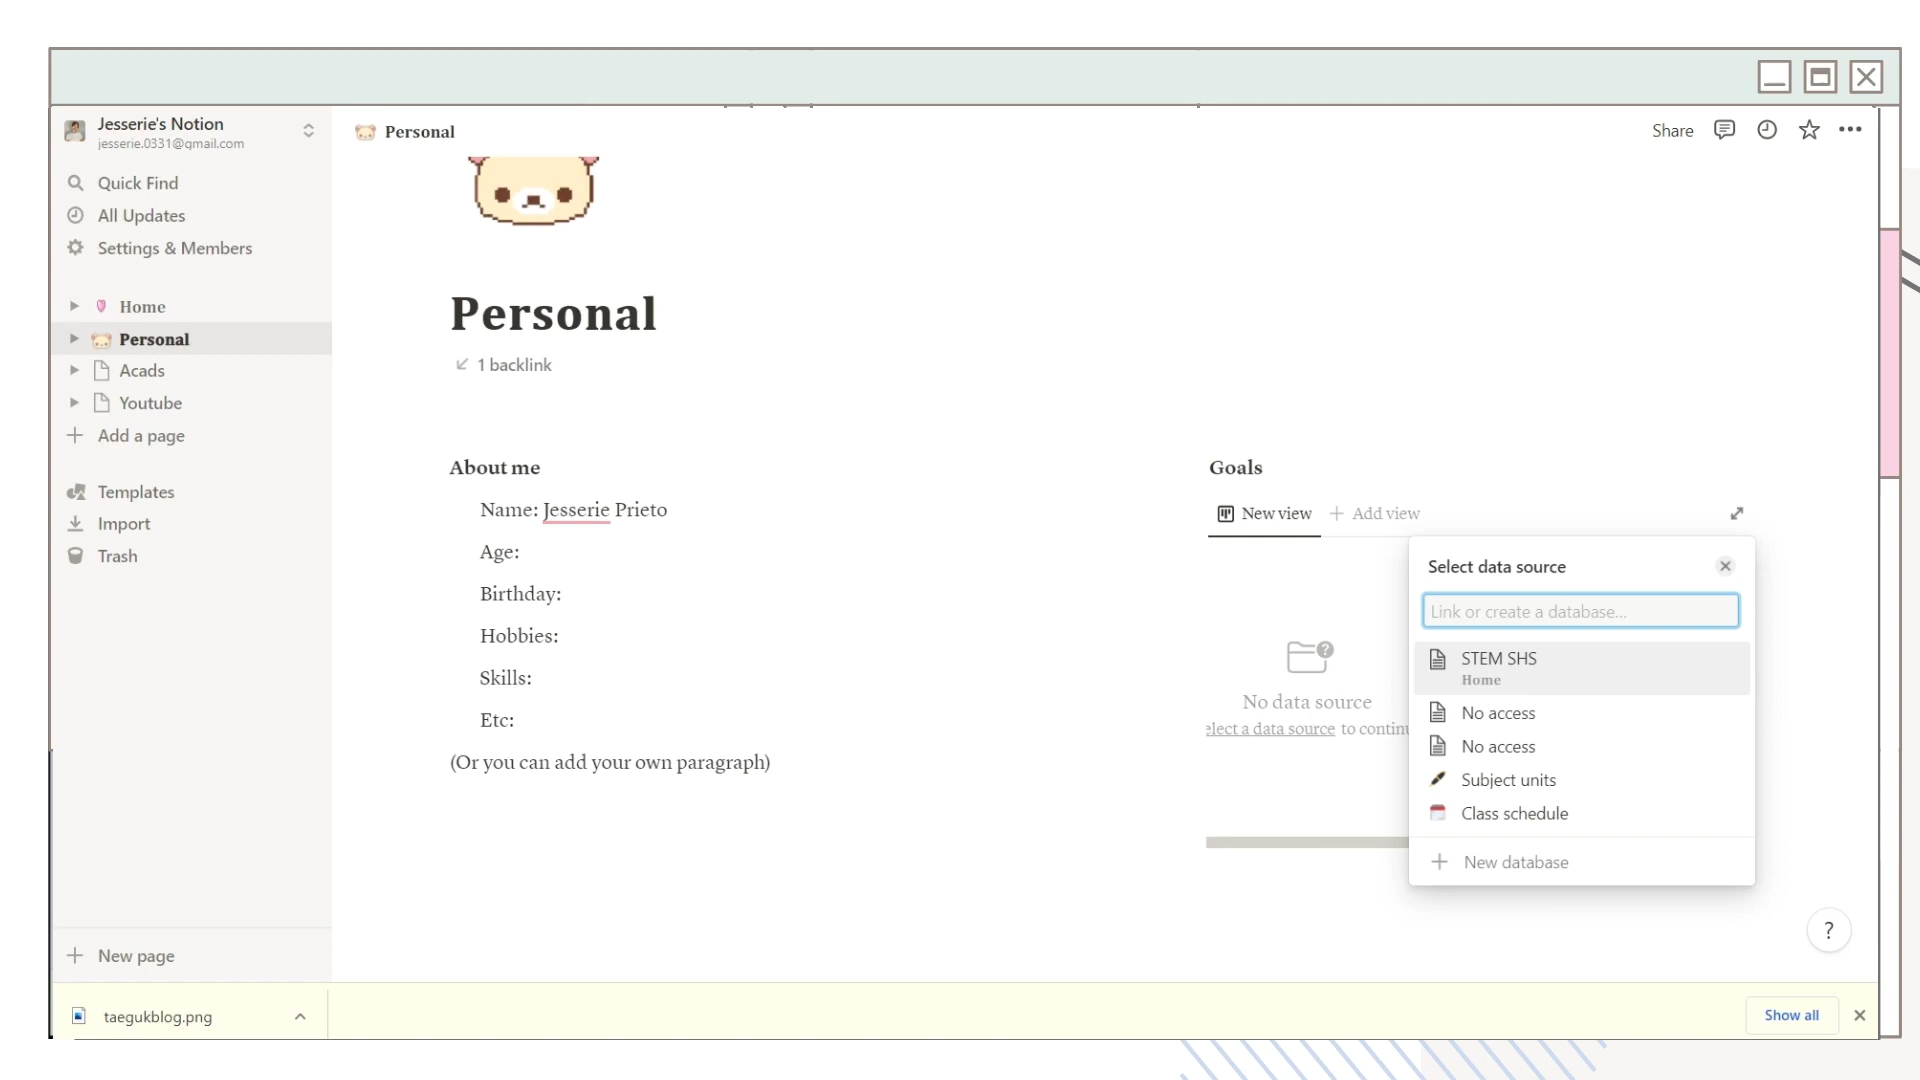 Jesserie's Notion
jesserie.0331@gmail.com
Quick Find
All Updates
Settings & Members
Home
Personal
Acads
Youtube
Add a page
Templates
Import
Trash
New page
Personal
Share
Personal
1 backlink
About me
Name: Jesserie Prieto
Age:
Birthday:
Hobbies:
Skills:
Etc:
(Or you can add your own paragraph)
Goals
New view
Add view
No data source
elect a data source to continu
Select data source
Link or create a database...
STEM SHS
Home
No access
No access
Subject units
Class schedule
New database
?
taegukblog.png
Show all